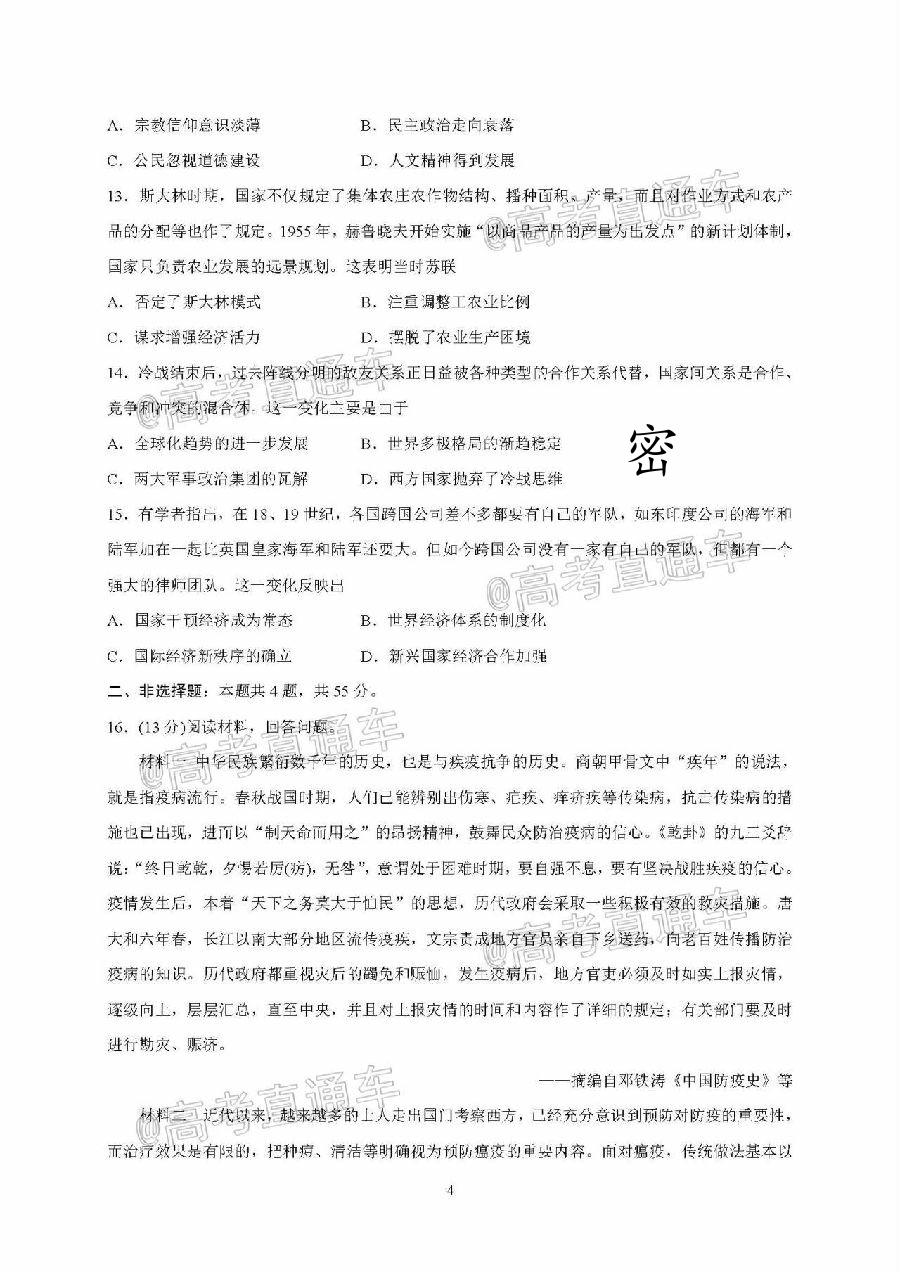 A．宗教信仰意识淡薄 B．民主政治走向衰落
C．公民忽视道德建设 D．人文精神得到发展
13．斯大林时期，国家不仅规定了集体农庄农作物结构、播种面积、产量，而且对作业方式和农产
品的分配等也作了规定。1955年，赫鲁晓夫开始实施“以商品产品的产量为出发点”的新计划体制，
国家只负责农业发展的远景规划。这表明当时苏联
A．否定了斯大林模式 B．注重调整工农业比例
C．谋求增强经济活力 D．摆脱了农业生产困境
14．冷战结束后，过去阵线分明的敌友关系正日益被各种类型的合作关系代替，国家间关系是合作、
竞争和冲突的混合体。这一变化主要是由于
A．全球化趋势的进一步发展 B．世界多极格局的渐趋稳定
C．两大军事政治集团的瓦解 D．西方国家抛弃了冷战思维
密
15．有学者指出，在18、19世纪，各国跨国公司差不多都要有自己的军队，如东印度公司的海军和
陆军加在一起比英国皇家海军和陆军还要大。但如今跨国公司没有一家有自己的军队，但都有一个
强大的律师团队。这一变化反映出
A．国家干预经济成为常态 B．世界经济体系的制度化
C．国际经济新秩序的确立 D．新兴国家经济合作加强
二、非选择题：本题共4题，共55分。
16．(13分)阅读材料，回答问题。
材料一 中华民族繁衍数千年的历史，也是与疾疫抗争的历史。商朝甲骨文中“疾年”的说法，
就是指疫病流行。春秋战国时期，人们已能辨别出伤寒、疟疾、痄疥疾等传染病，抗击传染病的措
施也已出现，进而以“制天命而用之”的昂扬精神，鼓舞民众防治疫病的信心。《乾卦》的九三爻辞
说：“终日乾乾，夕惕若厉(疠)，无咎”，意谓处于困难时期，要自强不息，要有坚决战胜疾疫的信心。
疫情发生后，本着“天下之务莫大于恤民”的思想，历代政府会采取一些积极有效的救灾措施。唐
大和六年春，长江以南大部分地区流传疫疾，文宗责成地方官员亲自下乡送药，向老百姓传播防治
疫病的知识。历代政府都重视灾后的蠲免和赈恤，发生疫病后，地方官吏必须及时如实上报灾情，
逐级向上，层层汇总，直至中央，并且对上报灾情的时间和内容作了详细的规定；有关部门要及时
进行勘灾、赈济。
——摘编自邓铁涛《中国防疫史》等
材料二 近代以来，越来越多的士人走出国门考察西方，已经充分意识到预防对防疫的重要性，
而治疗效果是有限的，把种痘、清洁等明确视为预防瘟疫的重要内容。面对瘟疫，传统做法基本以
4
@高考直通车
@高考直通车
@高考直通车
@高考直通车
@高考直通车
@高考直通车